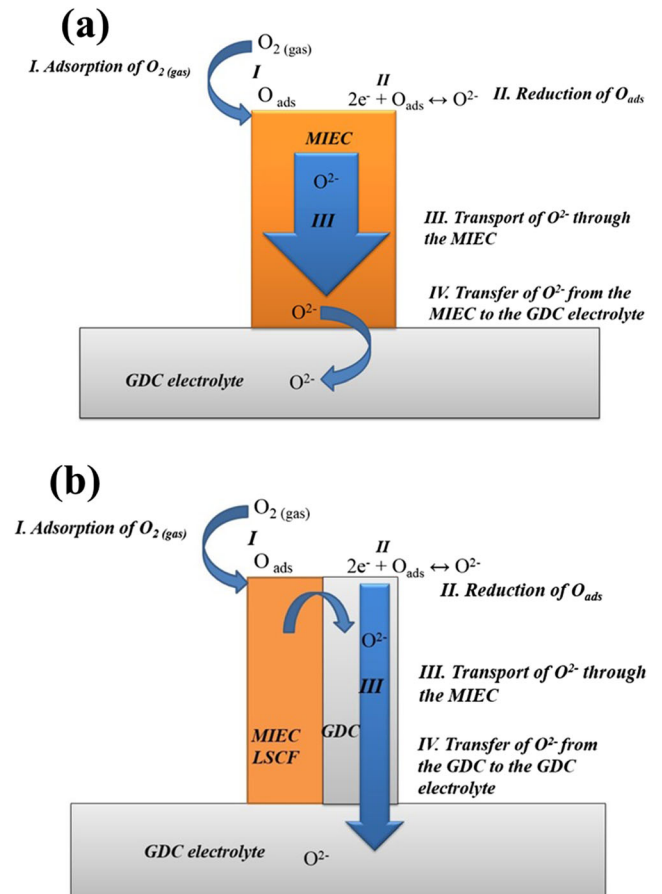 (a)
O2 (gas)
I. Adsorption of O2 (gas)
I
II
O ads
2e- + Oads ↔ O2-
II. Reduction of Oads
MIEC
O2-
III
III. Transport of O2- through
the MIEC
IV. Transfer of O2- from the
MIEC to the GDC electrolyte
O2-
GDC electrolyte
O2-
(b)
O2 (gas)
I. Adsorption of O2 (gas)
I
II
O ads
2e- + Oads ↔ O2-
II. Reduction of Oads
O2-
III
III. Transport of O2- through
the MIEC
MIEC
LSCF
GDC
IV. Transfer of O2- from
the GDC to the GDC
electrolyte
GDC electrolyte
O2-